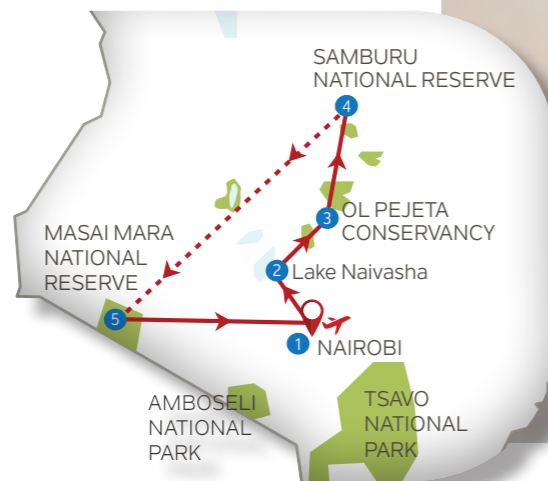 SAMBURU
NATIONAL RESERVE
4
3
OL PEJETA
CONSERVANCY
MASAI MARA
NATIONAL
RESERVE
2
Lake Naivasha
5
1
NAIROBI
AMBOSELI
NATIONAL
PARK
TSAVO
NATIONAL
PARK